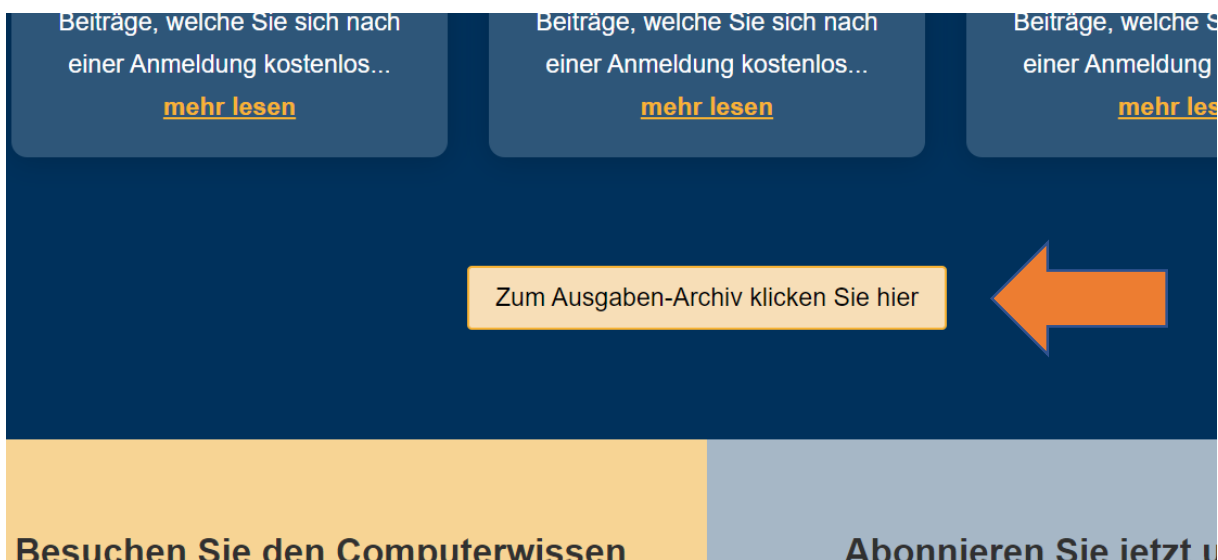 Beiträge, welche Sie sich nach
einer Anmeldung kostenlos...
mehr lesen
Beiträge, welche Sie sich nach
einer Anmeldung kostenlos...
mehr lesen
Beiträge, welche
einer Anmeldung
mehr
Zum Ausgaben-Archiv klicken Sie hier
Besuchen Sie den Computerwissen
Abonnieren Sie jetzt